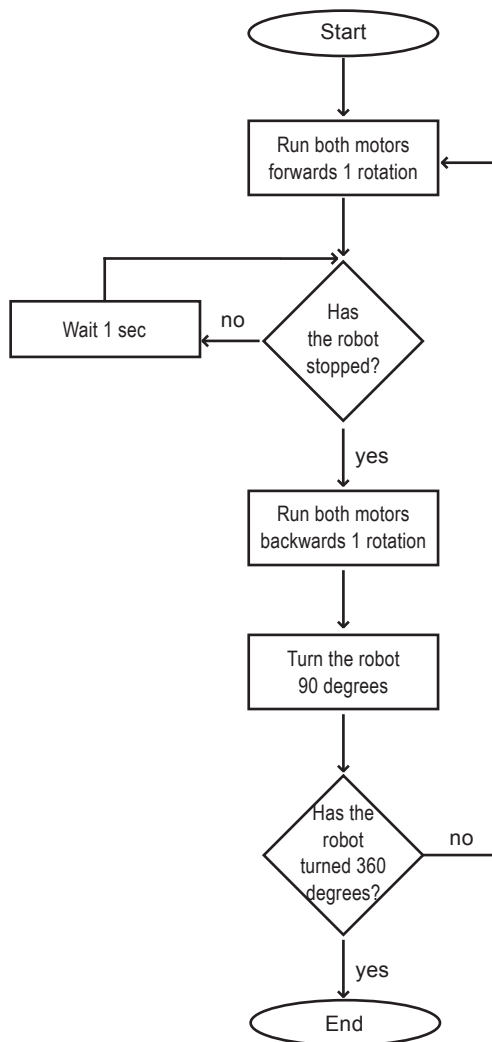 Start
Run both motors
forwards 1 rotation
Has
the robot
stopped?
no
Wait 1 sec
yes
Run both motors
backwards 1 rotation
Turn the robot
90 degrees
Has the
robot
turned 360
degrees?
no
yes
End